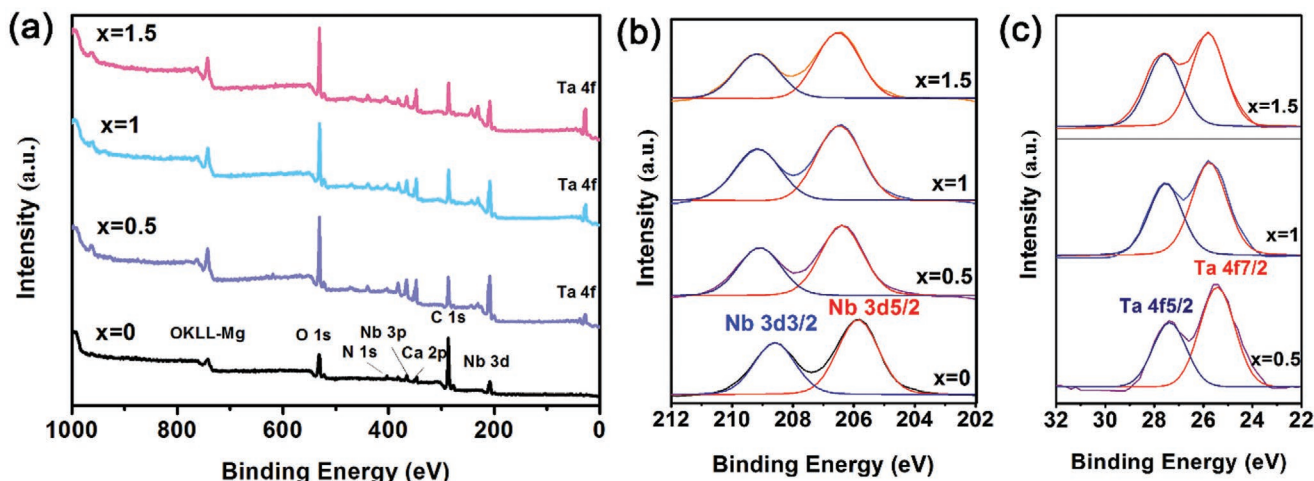 (a)
x=1.5
Ta 4f
x=1
Ta 4f
x=0.5
Ta 4f
x=0
OKLL-Mg
O 1s
N 1s
Nb 3p
Ca 2p
C 1s
Nb 3d
Intensity (a.u.)
1000 800 600 400 200 0
Binding Energy (eV)
(b)
x=1.5
x=1
x=0.5
Nb 3d3/2 Nb 3d5/2
x=0
Intensity (a.u.)
212 210 208 206 204 202
Binding Energy (eV)
(c)
x=1.5
x=1
Ta 4f7/2
Ta 4f5/2
x=0.5
Intensity (a.u.)
32 30 28 26 24 22
Binding Energy (eV)